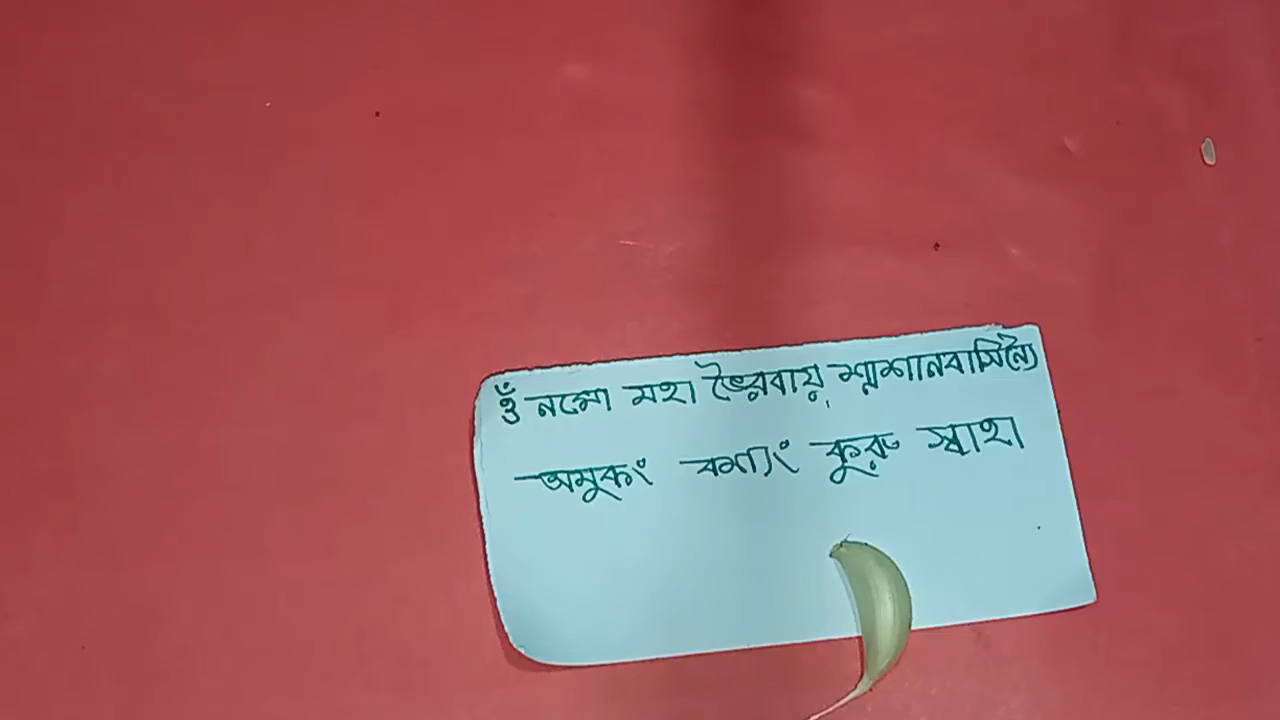 ওঁ নমো মহা ভৈরবায় শ্মশানবাসিন্যৈ
অমুকং বশ্যং কুরু স্বাহা